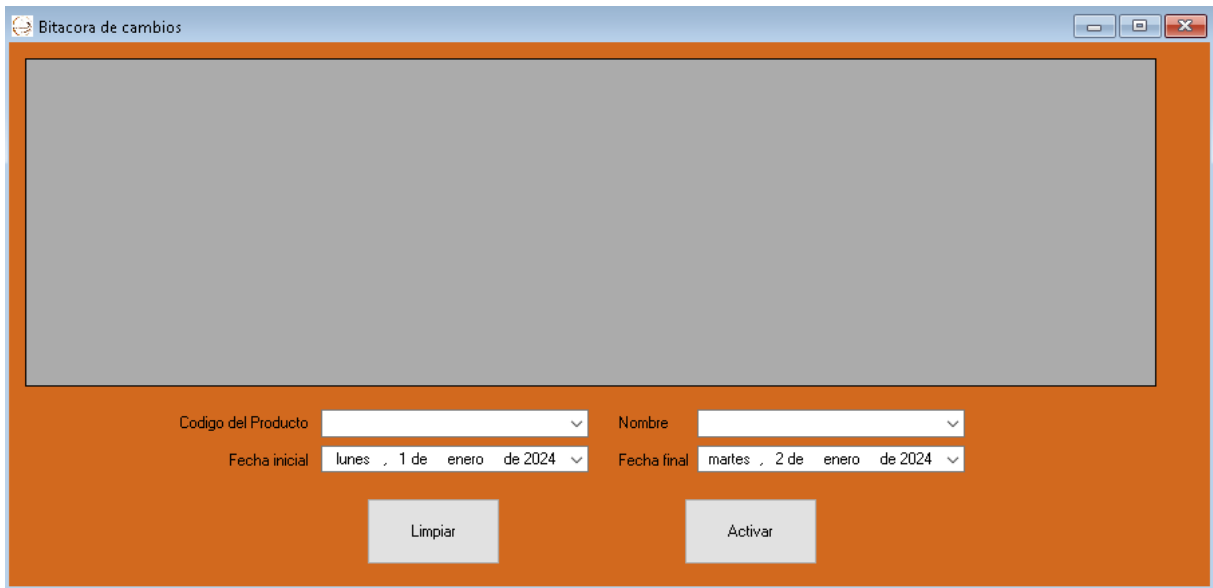 Bitacora de cambios
Codigo del Producto Nombre
Fecha inicial lunes , 1 de enero de 2024 Fecha final martes , 2 de enero de 2024
Limpiar Activar